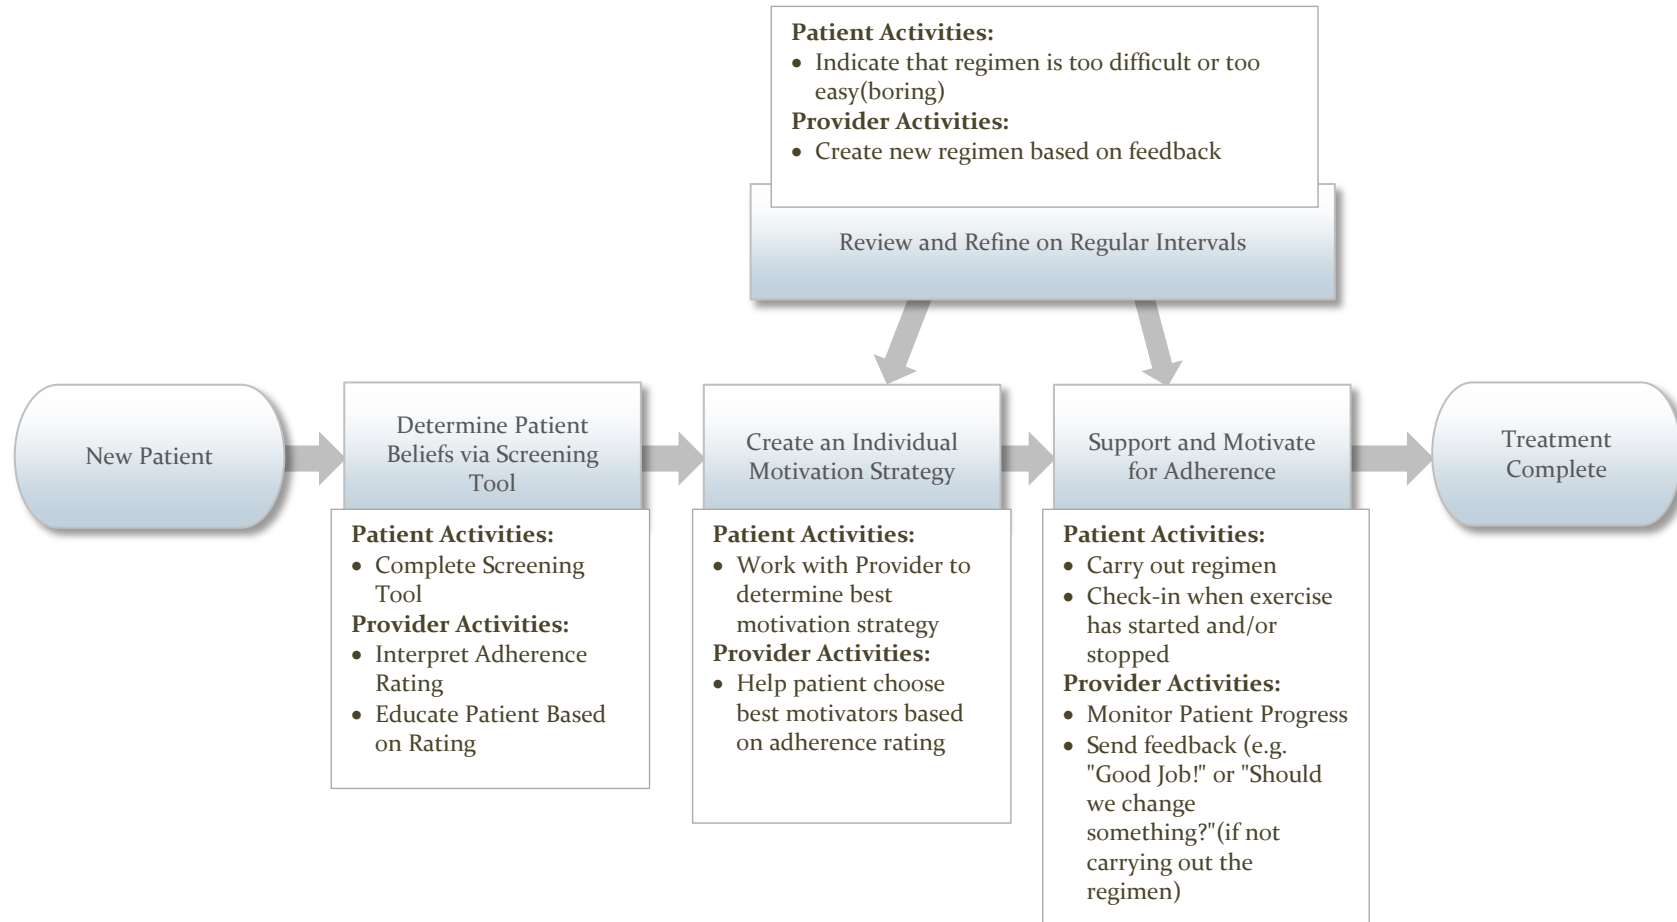 Patient Activities:
• Indicate that regimen is too difficult or too
easy(boring)
Provider Activities:
• Create new regimen based on feedback
Review and Refine on Regular Intervals
New Patient
Determine Patient
Beliefs via Screening
Tool
Patient Activities:
• Complete Screening
Tool
Provider Activities:
• Interpret Adherence
Rating
• Educate Patient Based
on Rating
Create an Individual
Motivation Strategy
Patient Activities:
• Work with Provider to
determine best
motivation strategy
Provider Activities:
• Help patient choose
best motivators based
on adherence rating
Support and Motivate
for Adherence
Patient Activities:
• Carry out regimen
• Check-in when exercise
has started and/or
stopped
Provider Activities:
• Monitor Patient Progress
• Send feedback (e.g.
"Good Job!" or "Should
we change
something?"(if not
carrying out the
regimen)
Treatment
Complete